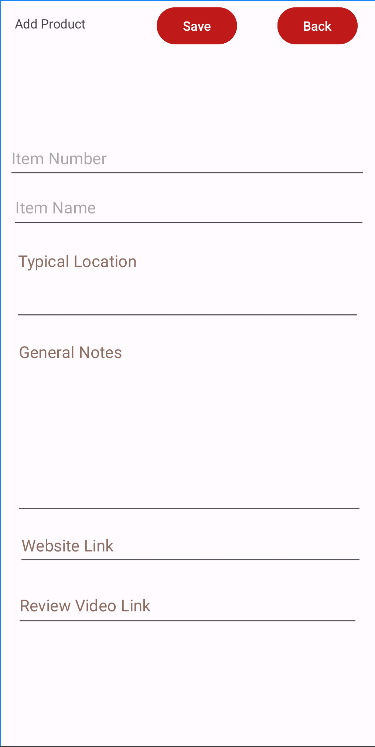 Add Product
Save
Back
Item Number
Item Name
Typical Location
General Notes
Website Link
Review Video Link